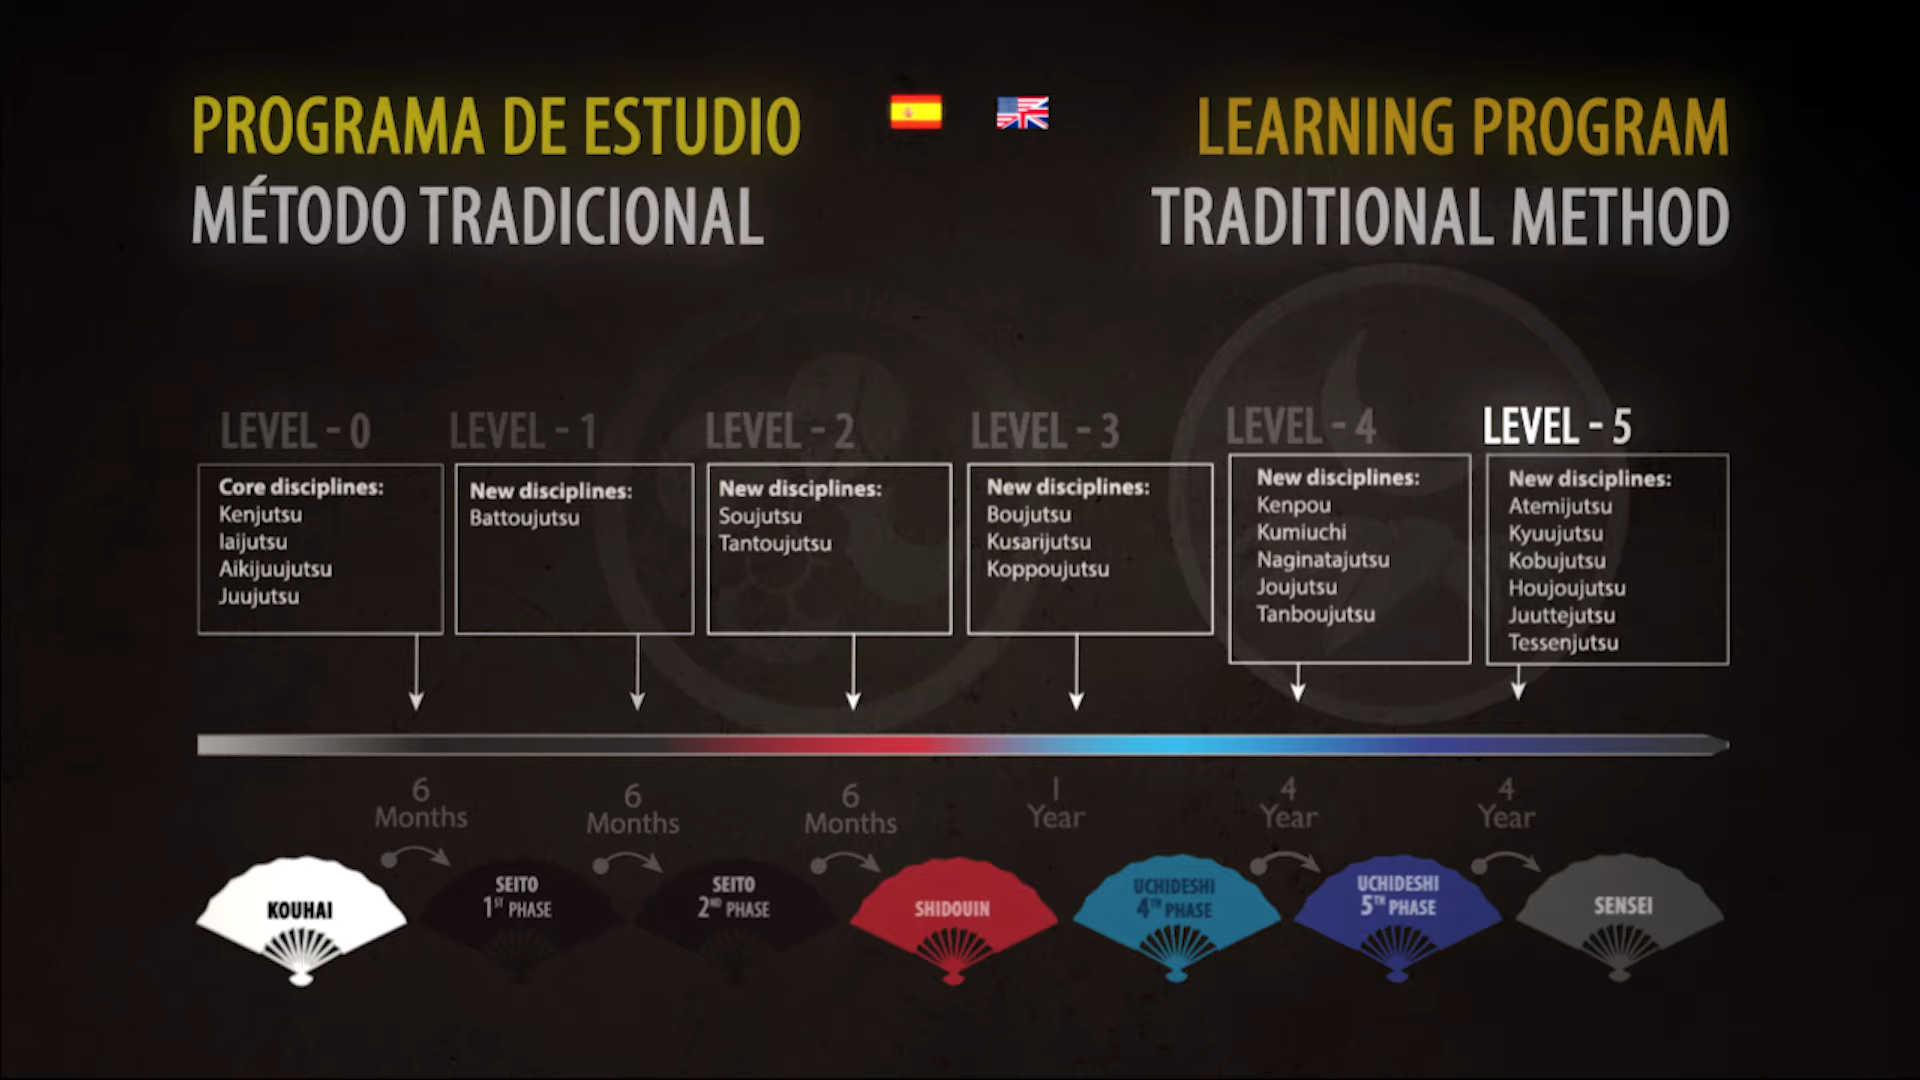 PROGRAMA DE ESTUDIO
MÉTODO TRADICIONAL
LEARNING PROGRAM
TRADITIONAL METHOD
LEVEL - 0
Core disciplines:
Kenjutsu
Iaijutsu
Aikijuujutsu
Juujutsu
LEVEL - 1
New disciplines:
Battoujutsu
LEVEL - 2
New disciplines:
Soujutsu
Tantoujutsu
LEVEL - 3
New disciplines:
Boujutsu
Kusarijutsu
Koppoujutsu
LEVEL - 4
New disciplines:
Kenpou
Kumiuchi
Naginatajutsu
Joujutsu
Tanboujutsu
LEVEL - 5
New disciplines:
Atemijutsu
Kyuujutsu
Kobujutsu
Houjoujutsu
Juuttejutsu
Tessenjutsu
6
Months
6
Months
6
Months
1
Year
4
Year
4
Year
KOUHAI
SEITO
1ST PHASE
SEITO
2ND PHASE
SHIDOUIN
UCHIDESHI
4TH PHASE
UCHIDESHI
5TH PHASE
SENSEI